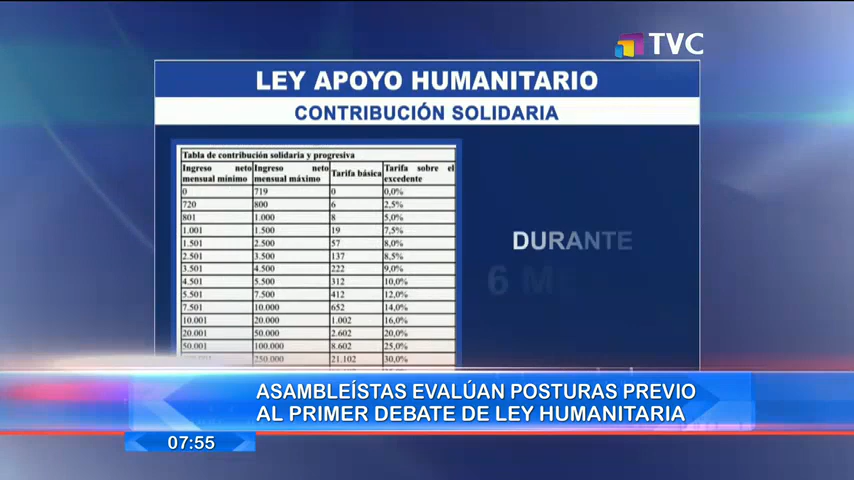 TVC
LEY APOYO HUMANITARIO
CONTRIBUCIÓN SOLIDARIA
Tabla de contribución solidaria y progresiva
Ingreso neto mensual mínimo Ingreso neto mensual máximo Tarifa básica Tarifa sobre el excedente
0 719 0 0,0%
720 800 6 2,5%
801 1.000 8 5,0%
1.001 1.500 19 7,5%
1.501 2.500 57 8,0%
2.501 3.500 137 8,5%
3.501 4.500 222 9,0%
4.501 5.500 312 10,0%
5.501 7.500 412 12,0%
7.501 10.000 652 14,0%
10.001 20.000 1.002 16,0%
20.001 50.000 2.602 20,0%
50.001 100.000 8.602 25,0%
250.000 21.102 30,0%
DURANTE
6
ASAMBLEÍSTAS EVALÚAN POSTURAS PREVIO
AL PRIMER DEBATE DE LEY HUMANITARIA
07:55